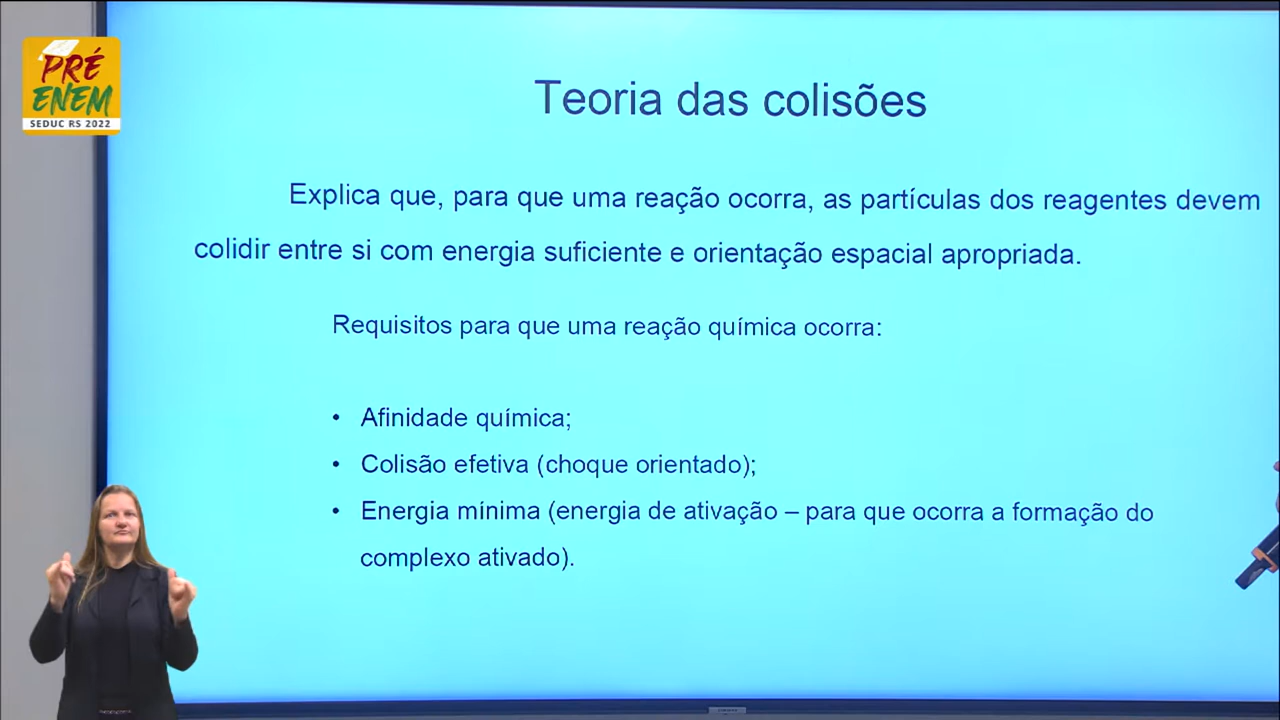 PRÉ
ENEM
SEDUC RS 2022
Teoria das colisões
Explica que, para que uma reação ocorra, as partículas dos reagentes devem
colidir entre si com energia suficiente e orientação espacial apropriada.
Requisitos para que uma reação química ocorra:
• Afinidade química;
• Colisão efetiva (choque orientado);
• Energia mínima (energia de ativação – para que ocorra a formação do
complexo ativado).